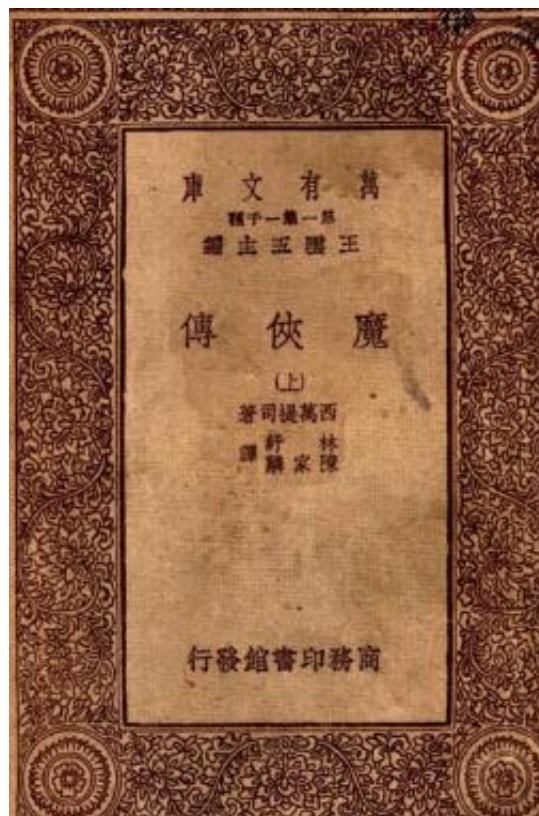 萬有文庫
第一集一千種
王雲五主編
魔俠傳
(上)
西萬提司著
林紓
陳家麟
譯
商務印書館發行